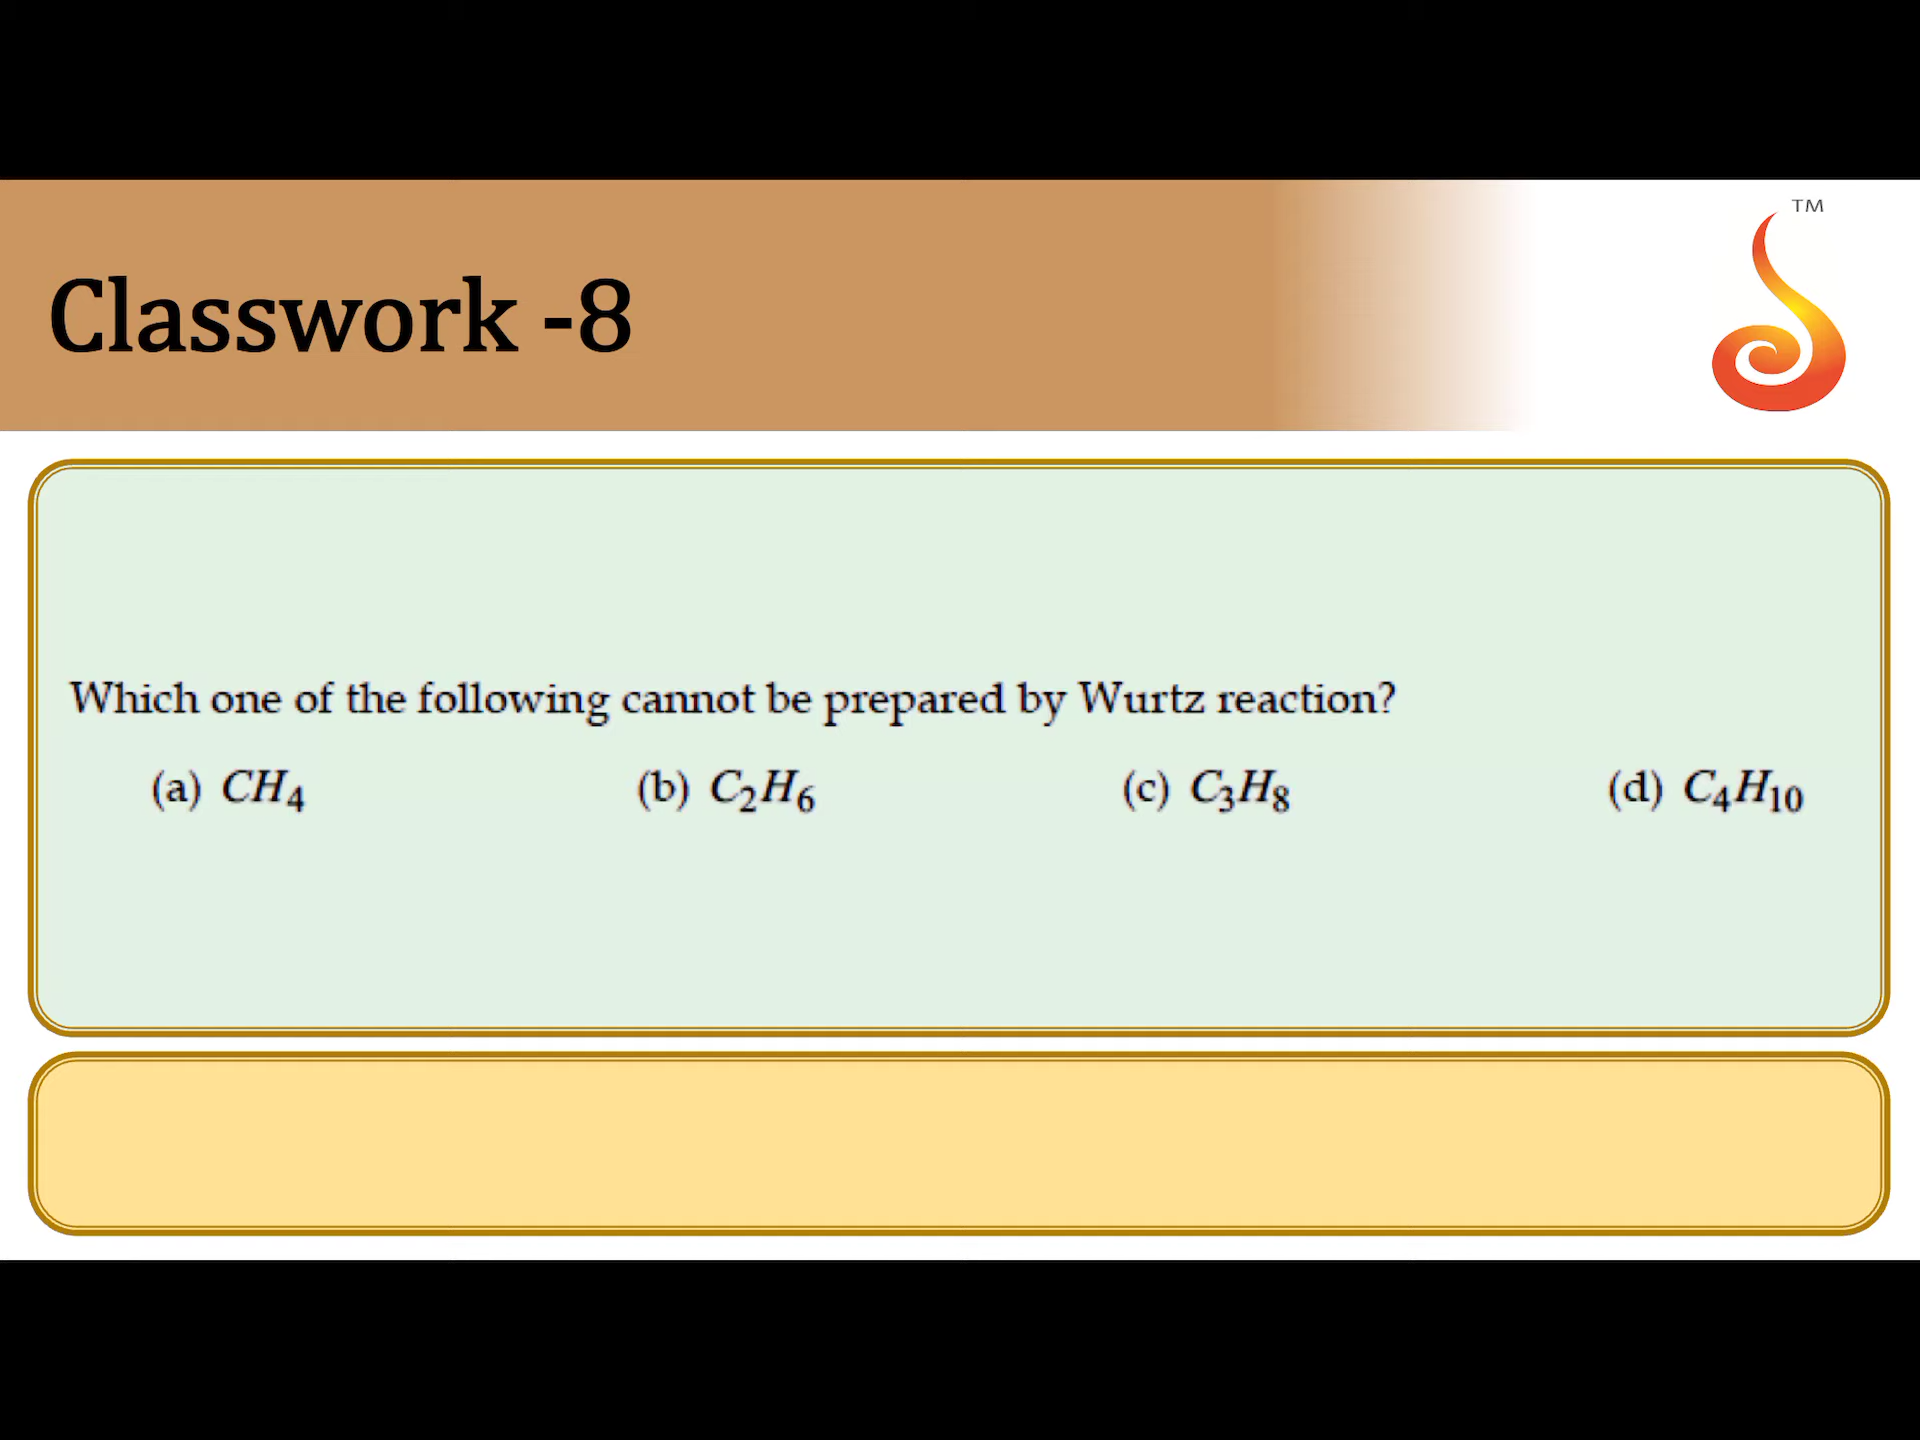 TM
Classwork -8
Which one of the following cannot be prepared by Wurtz reaction?
(a) CH₄ (b) C₂H₆ (c) C₃H₈ (d) C₄H₁₀